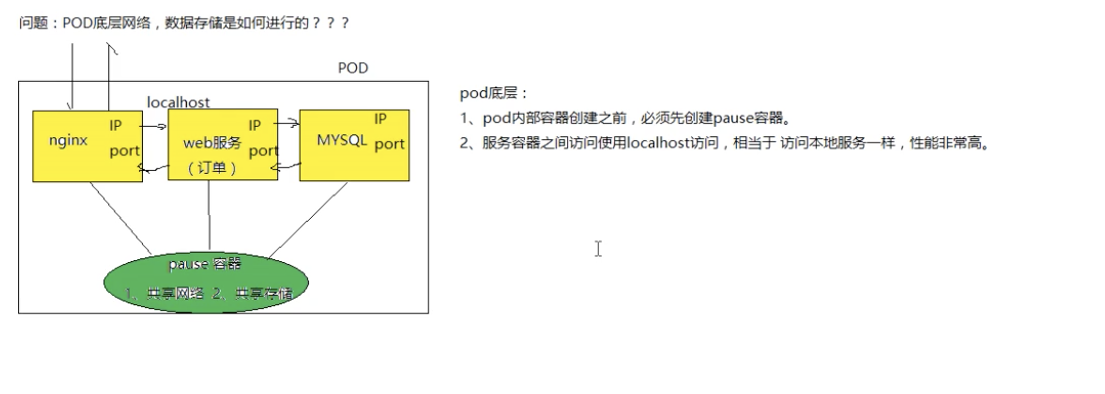 问题：POD底层网络，数据存储是如何进行的？？？
POD
localhost
nginx
IP
port
web服务
（订单）
IP
port
MYSQL
IP
port
pause 容器
1、共享网络 2、共享存储
pod底层：
1、pod内部容器创建之前，必须先创建pause容器。
2、服务容器之间访问使用localhost访问，相当于 访问本地服务一样，性能非常高。